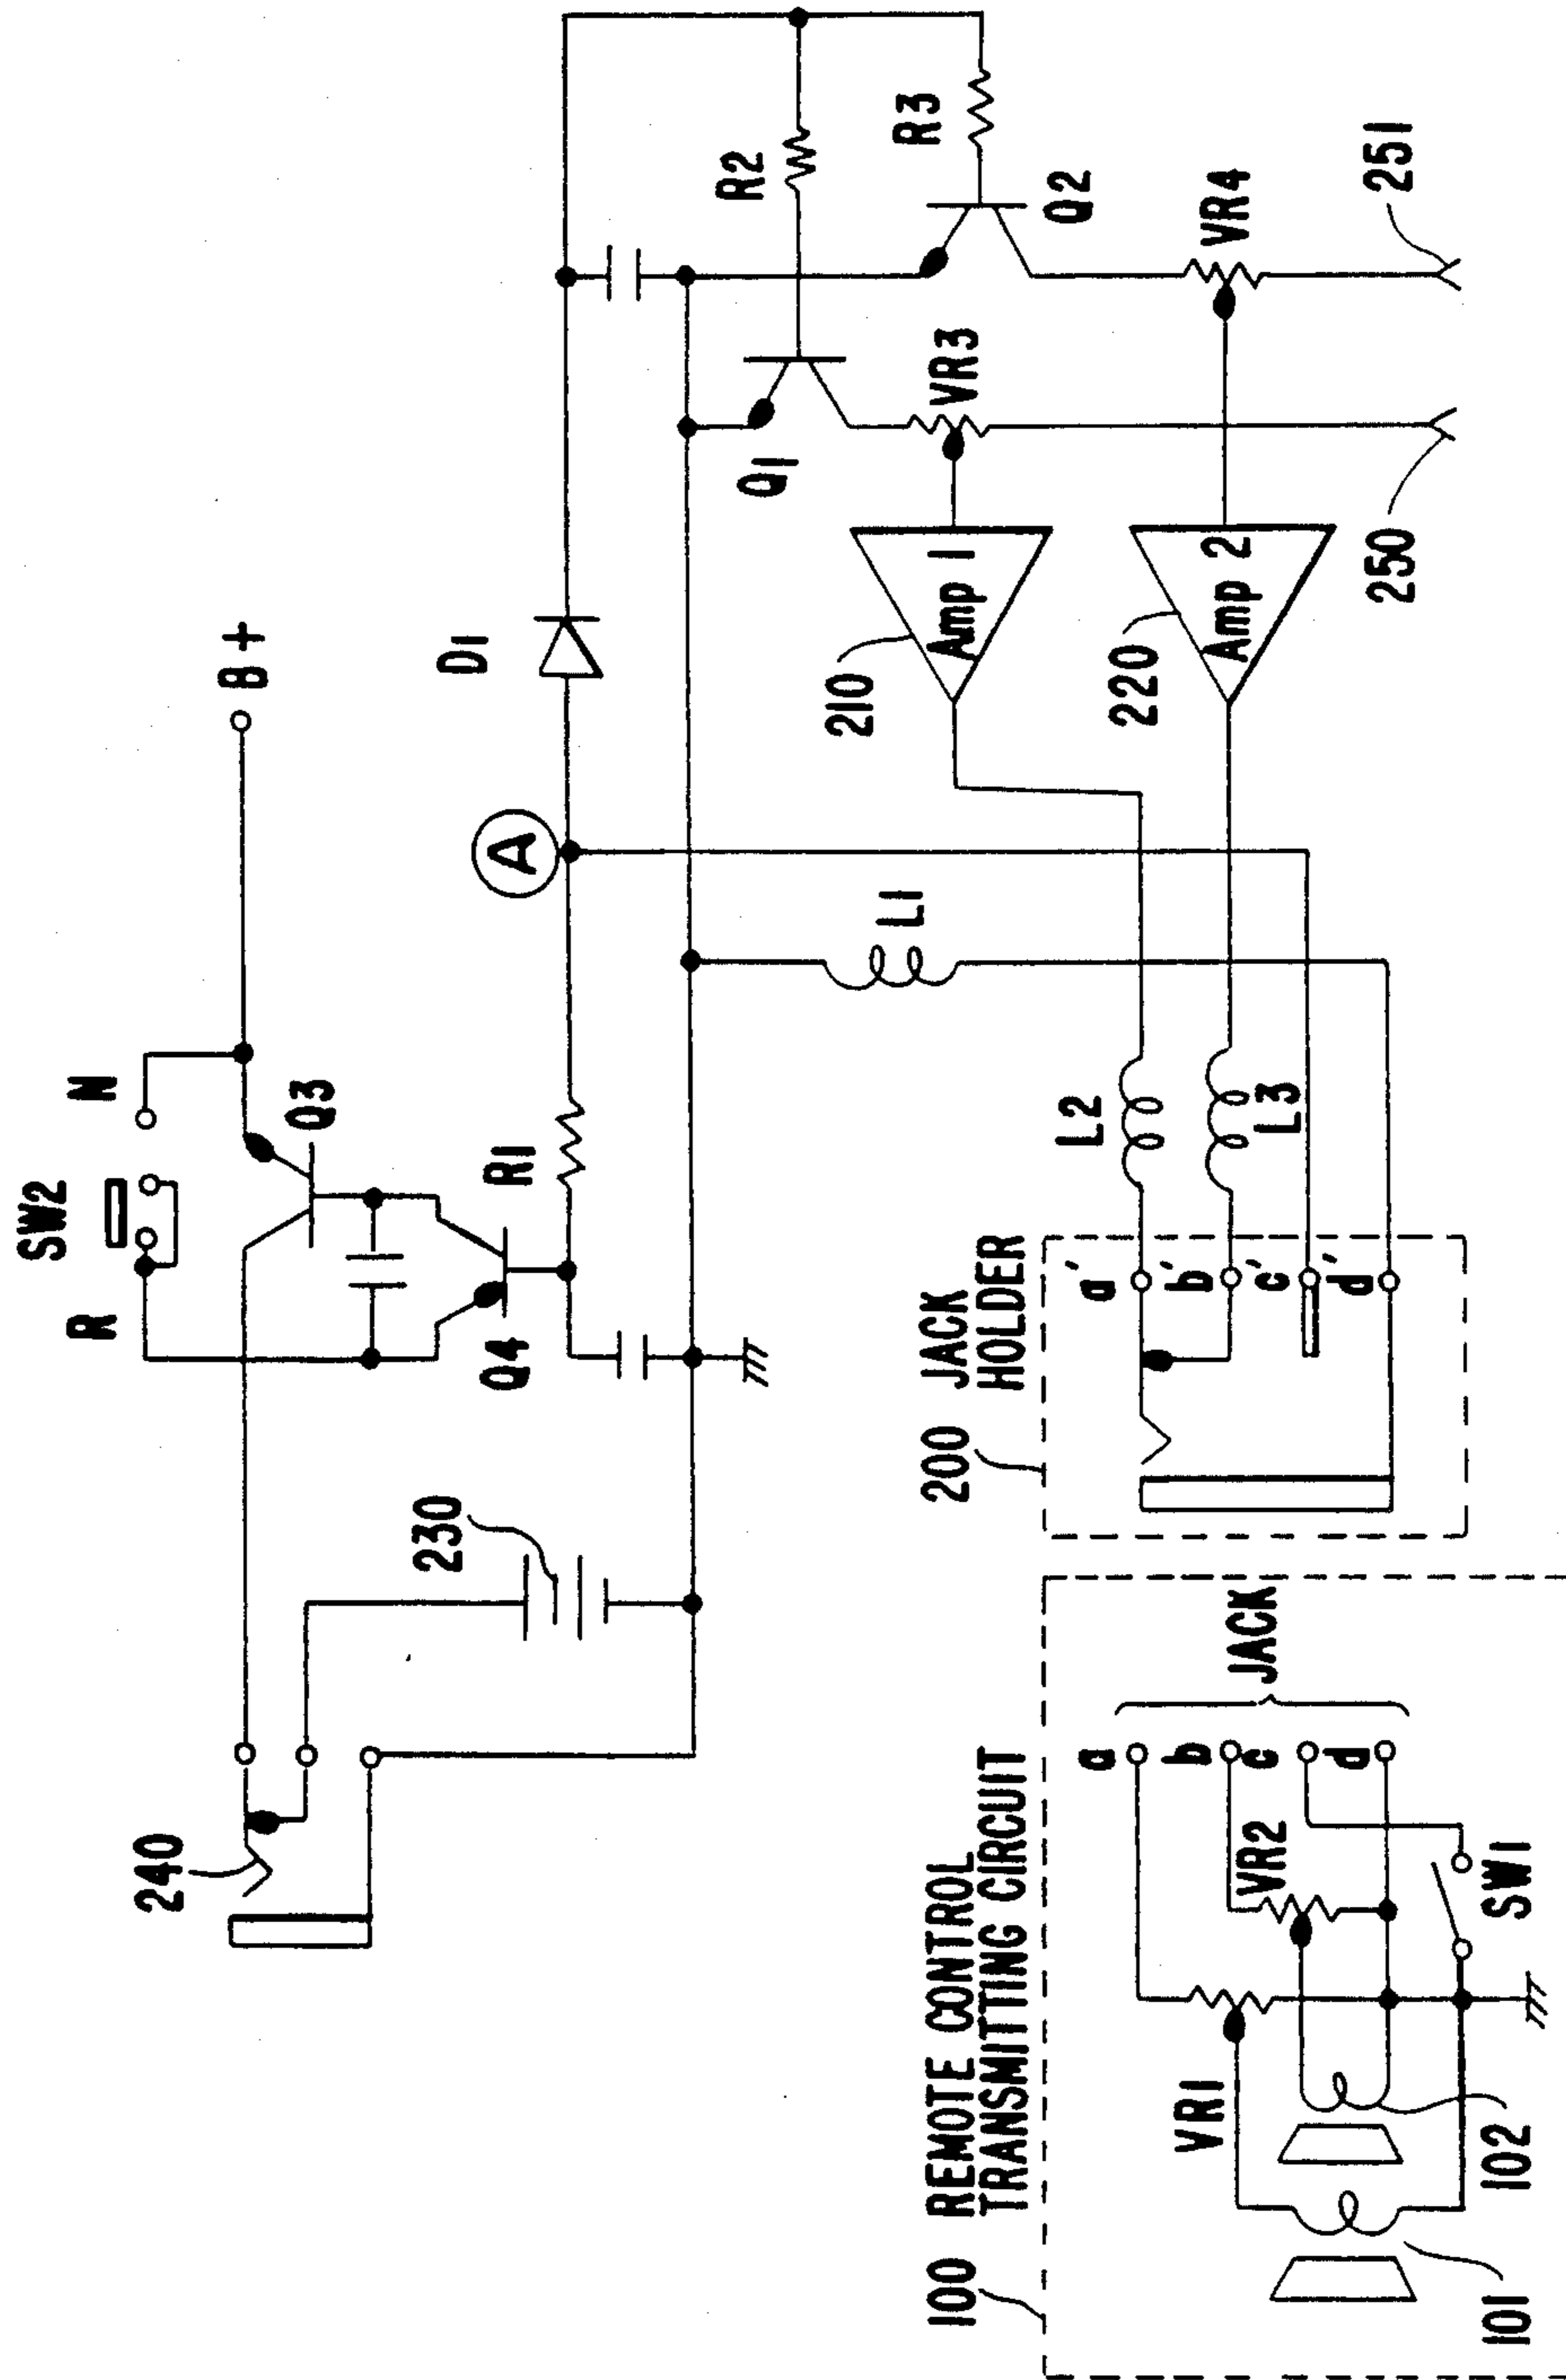 240
230
SW2
R
N
Q3
B+
Q4
R1
A
D1
R2
R3
Q1
Q2
VR3
VR4
L1
210
Amp 1
220
Amp 2
250
251
L2
L3
200 JACK
HOLDER
a'
b'
c'
d'
100 REMOTE CONTROL
TRANSMITTING CIRCUIT
JACK
a
b
c
d
VR1
VR2
SW1
101
102